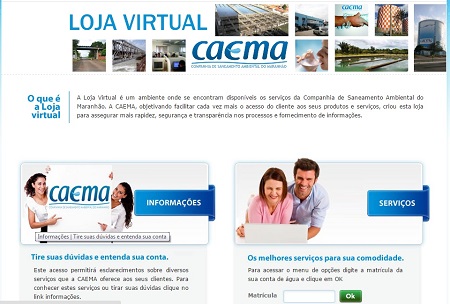 LOJA VIRTUAL
caema
COMPANHIA DE SANEAMENTO AMBIENTAL DO MARANHÃO
O que é
a Loja
virtual
A Loja Virtual é um ambiente onde se encontram disponíveis os serviços da Companhia de Saneamento Ambiental do
Maranhão. A CAEMA, objetivando facilitar cada vez mais o acesso do cliente aos seus produtos e serviços, criou esta loja
para assegurar mais rapidez, segurança e transparência nos processos e fornecimento de informações.
caema
COMPANHIA DE SANEAMENTO AMBIENTAL DO MARANHÃO
INFORMAÇÕES
Informações | Tire suas dúvidas e entenda sua conta
SERVIÇOS
Tire suas dúvidas e entenda sua conta.
Este acesso permitirá esclarecimentos sobre diversos
serviços que a CAEMA oferece aos seus clientes. Para
conhecer estes serviços ou tirar suas dúvidas clique no
link informações.
Os melhores serviços para sua comodidade.
Para acessar o menu de opções digite a matrícula da
sua conta de água e clique em OK
Matrícula
Ok